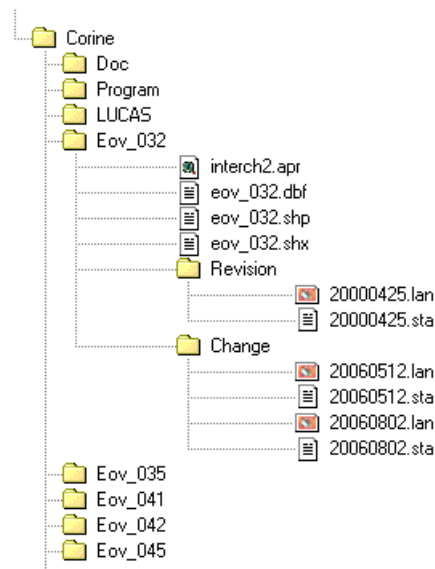 Corine
Doc
Program
LUCAS
Eov_032
interch2.apr
eov_032.dbf
eov_032.shp
eov_032.shx
Revision
20000425.lan
20000425.sta
Change
20060512.lan
20060512.sta
20060802.lan
20060802.sta
Eov_035
Eov_041
Eov_042
Eov_045